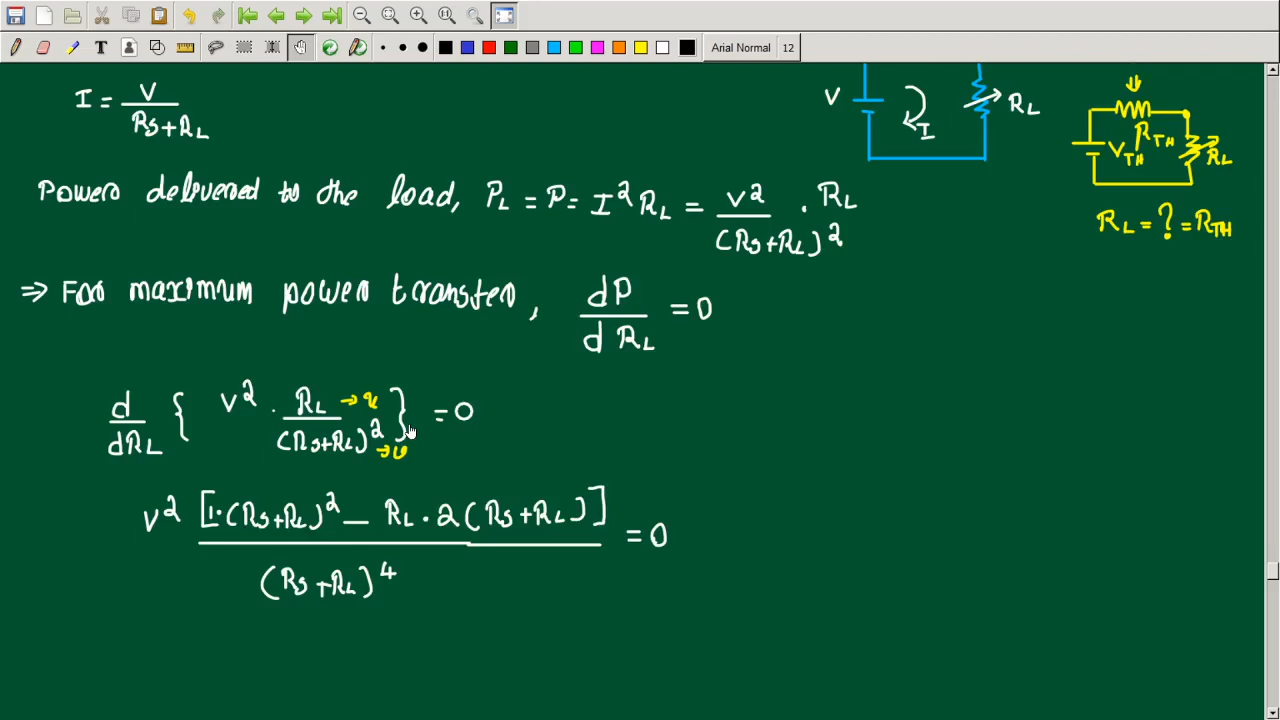 Arial Normal 12
I = V / (RS+RL)
V I RL
VTH RTH RL
RL = ? = RTH
Power delivered to the load, PL = P = I²RL = V² / (RS+RL)² . RL
⇒ For maximum power transfer, dP / dRL = 0
d/dRL { V² . RL →u / (RS+RL)² →v } = 0
V² [1·(RS+RL)² − RL · 2(RS+RL)] / (RS+RL)⁴ = 0